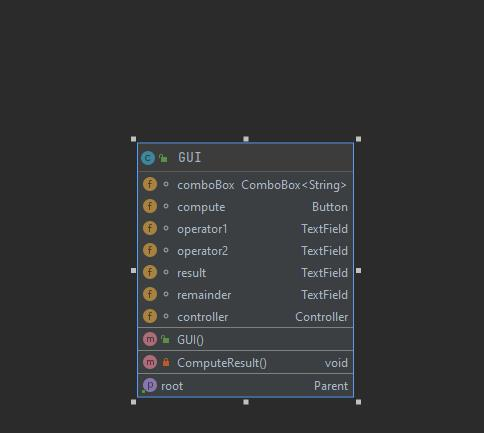 GUI
comboBox ComboBox<String>
compute Button
operator1 TextField
operator2 TextField
result TextField
remainder TextField
controller Controller
GUI()
ComputeResult() void
root Parent